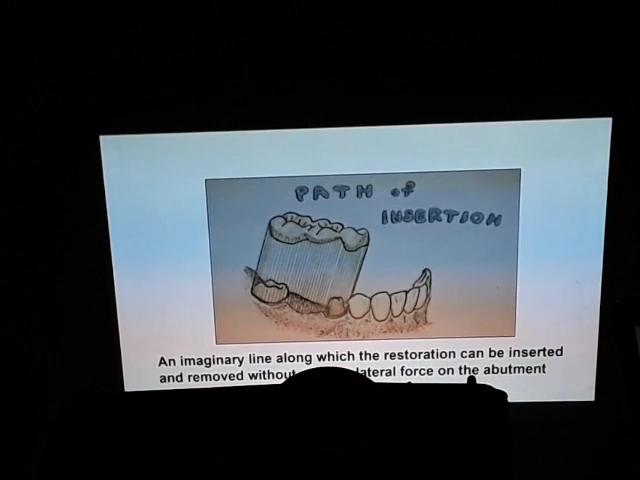 PATH of
INSERTION
An imaginary line along which the restoration can be inserted
and removed without lateral force on the abutment